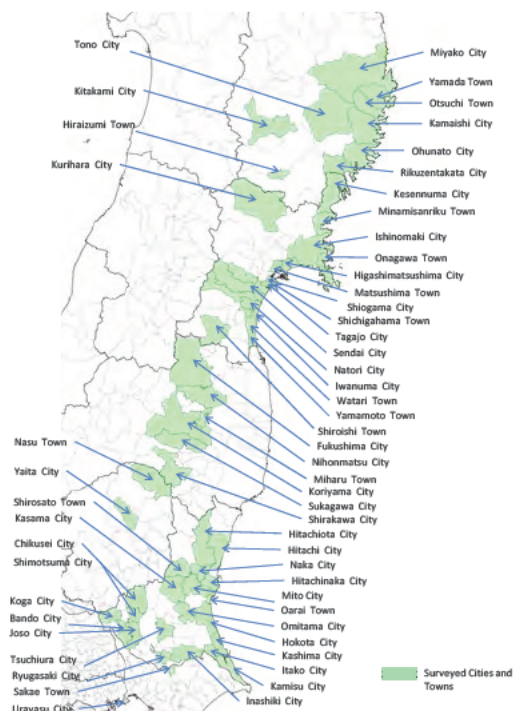 Tono City
Kitakami City
Hiraizumi Town
Kurihara City
Miyako City
Yamada Town
Otsuchi Town
Kamaishi City
Ohunato City
Rikuzentakata City
Kesennuma City
Minamisanriku Town
Ishinomaki City
Onagawa Town
Higashimatsushima City
Matsushima Town
Shiogama City
Shichigahama Town
Tagajo City
Sendai City
Natori City
Iwanuma City
Watari Town
Yamamoto Town
Shiroishi Town
Fukushima City
Nihonmatsu City
Miharu Town
Koriyama City
Sukagawa City
Shirakawa City
Nasu Town
Yaita City
Shirosato Town
Kasama City
Chikusei City
Shimotsuma City
Koga City
Bando City
Joso City
Tsuchiura City
Ryugasaki City
Sakae Town
Urayasu City
Hitachiota City
Hitachi City
Naka City
Hitachinaka City
Mito City
Oarai Town
Omitama City
Hokota City
Kashima City
Itako City
Kamisu City
Inashiki City
Surveyed Cities and
Towns